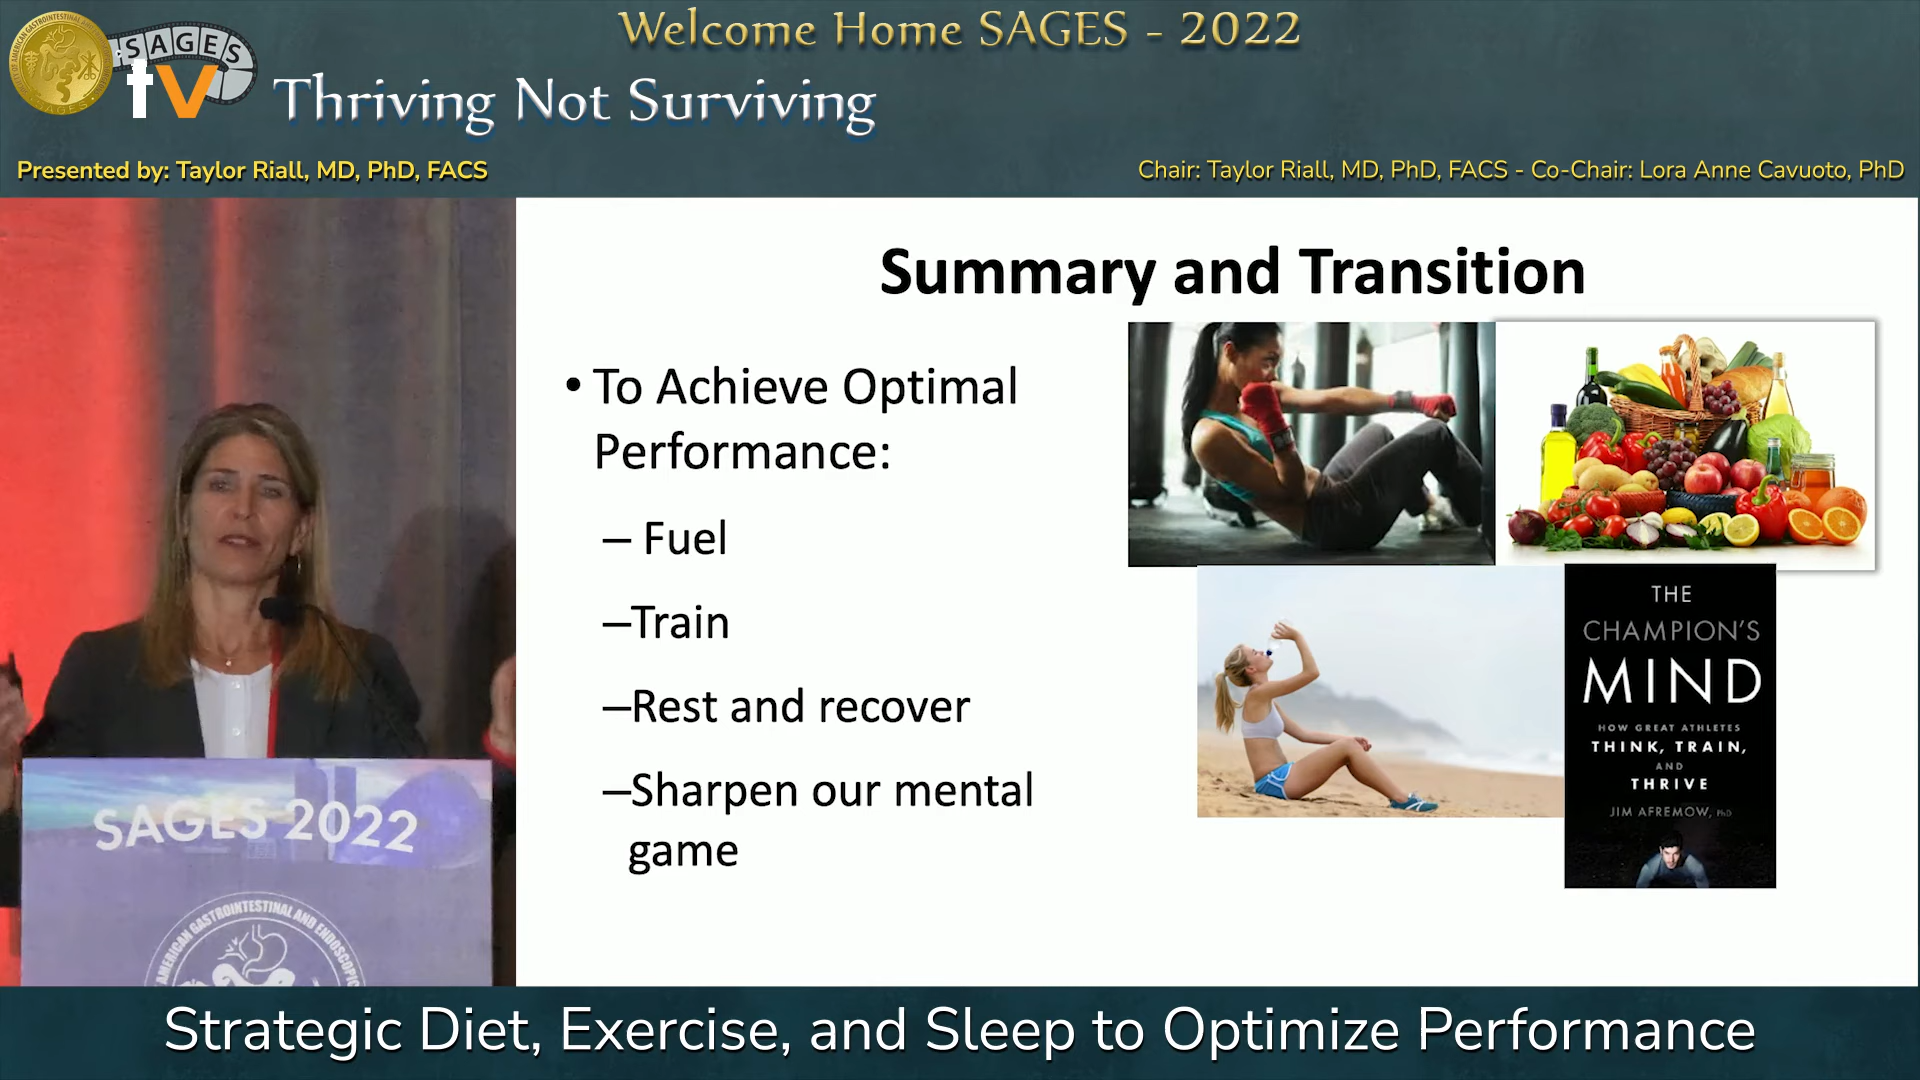 Welcome Home SAGES - 2022
SAGES
tv
Thriving Not Surviving
Presented by: Taylor Riall, MD, PhD, FACS
Chair: Taylor Riall, MD, PhD, FACS - Co-Chair: Lora Anne Cavuoto, PhD
Summary and Transition
• To Achieve Optimal
Performance:
– Fuel
–Train
–Rest and recover
–Sharpen our mental
game
THE
CHAMPION'S
MIND
HOW GREAT ATHLETES
THINK, TRAIN,
AND
THRIVE
JIM AFREMOW, PhD
SAGES 2022
AMERICAN GASTROINTESTINAL AND ENDOSCOPIC
Strategic Diet, Exercise, and Sleep to Optimize Performance